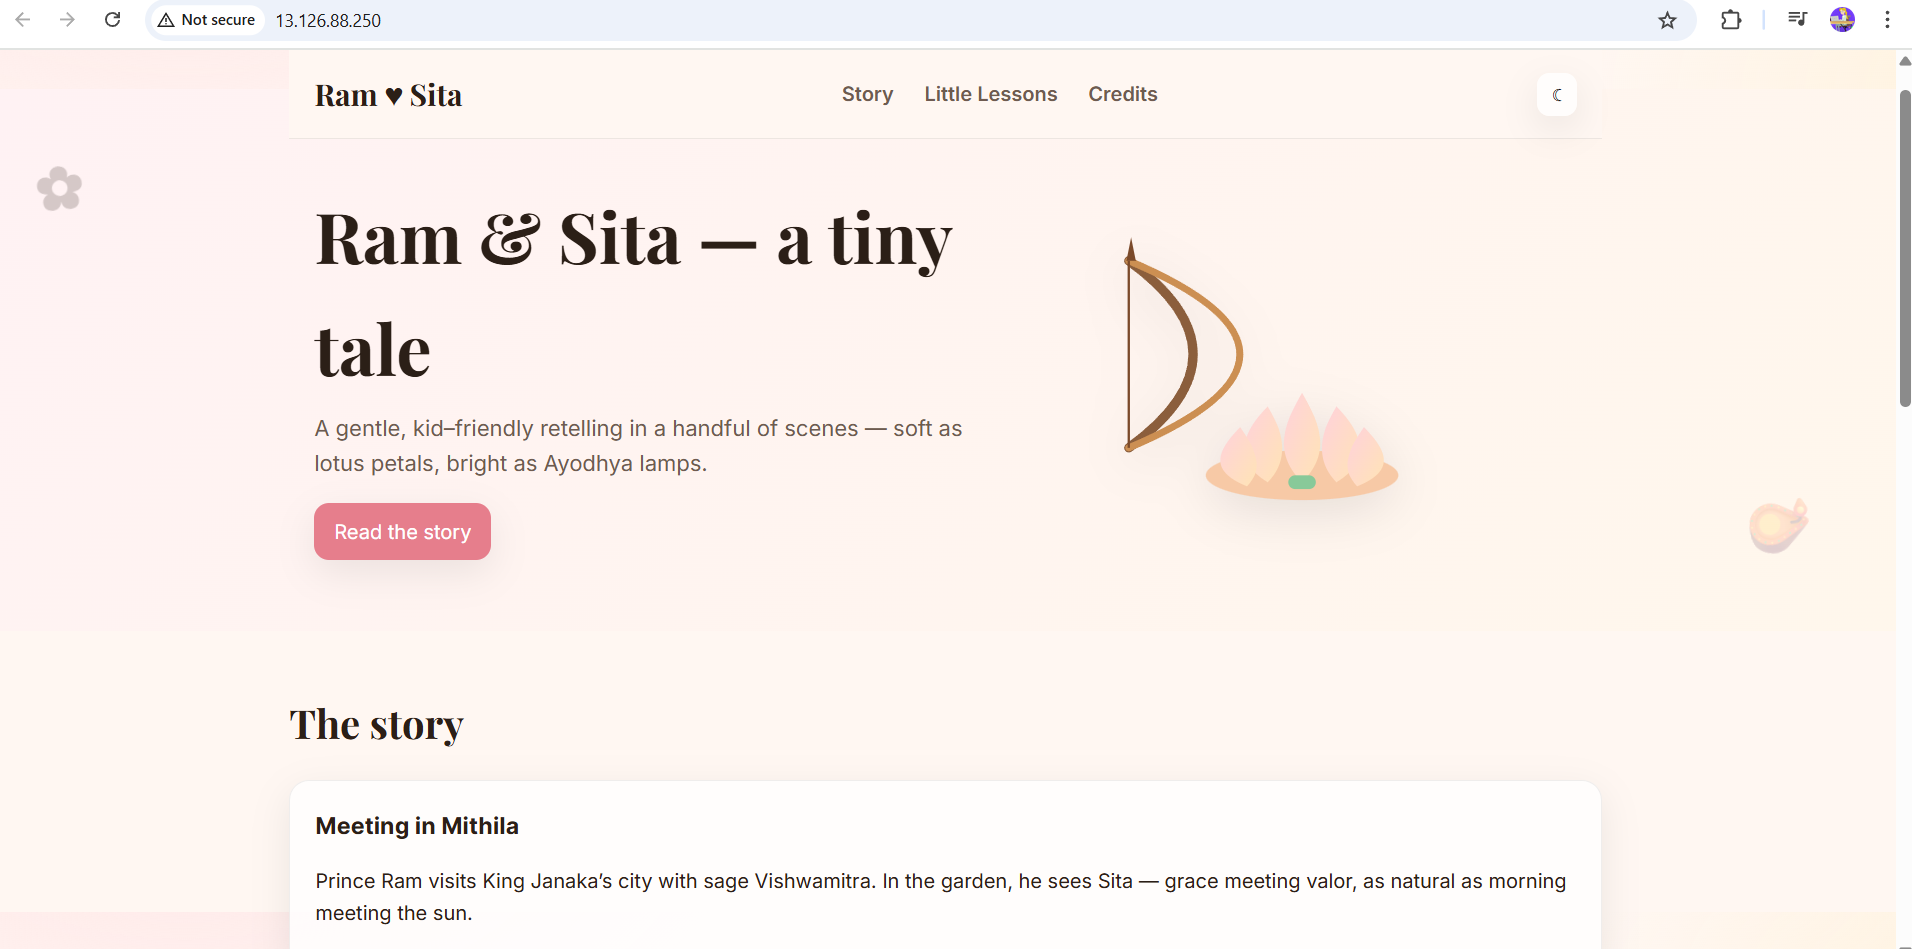 Not secure
13.126.88.250
Ram ♥ Sita
Story
Little Lessons
Credits
Ram & Sita — a tiny
tale
A gentle, kid–friendly retelling in a handful of scenes — soft as
lotus petals, bright as Ayodhya lamps.
Read the story
The story
Meeting in Mithila
Prince Ram visits King Janaka’s city with sage Vishwamitra. In the garden, he sees Sita — grace meeting valor, as natural as morning
meeting the sun.